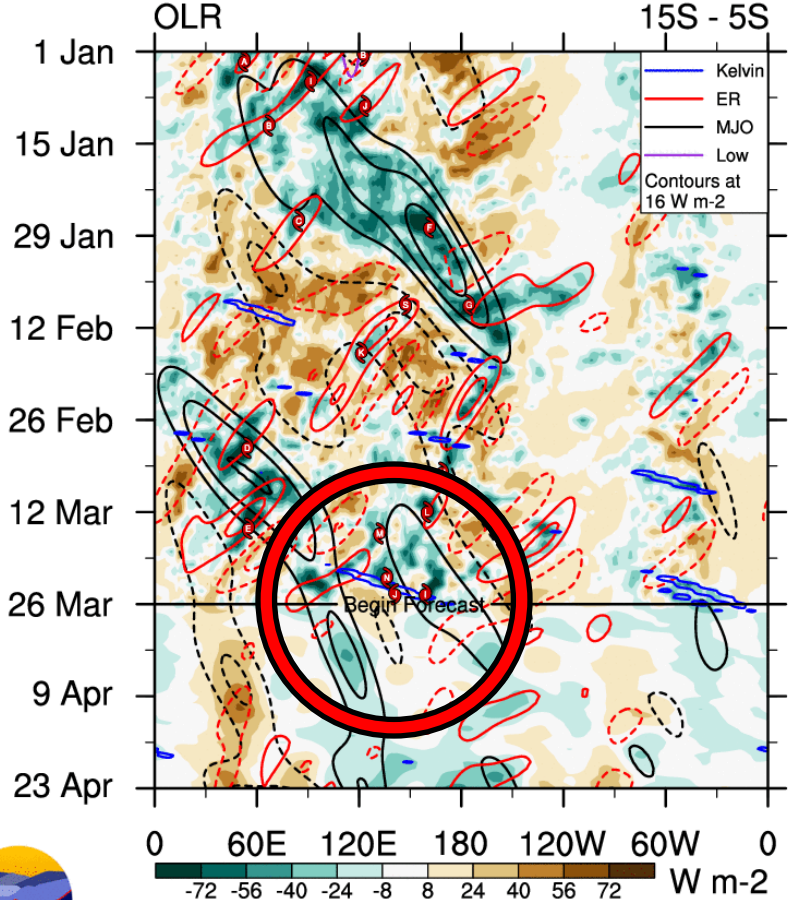 OLR 15S - 5S
1 Jan
15 Jan
29 Jan
12 Feb
26 Feb
12 Mar
26 Mar
9 Apr
23 Apr
Kelvin
ER
MJO
Low
Contours at
16 W m-2
A
B
I
J
B
C
F
S
G
K
D
L
E
N
J I
Begin Forecast
0 60E 120E 180 120W 60W 0
-72 -56 -40 -24 -8 8 24 40 56 72 W m-2